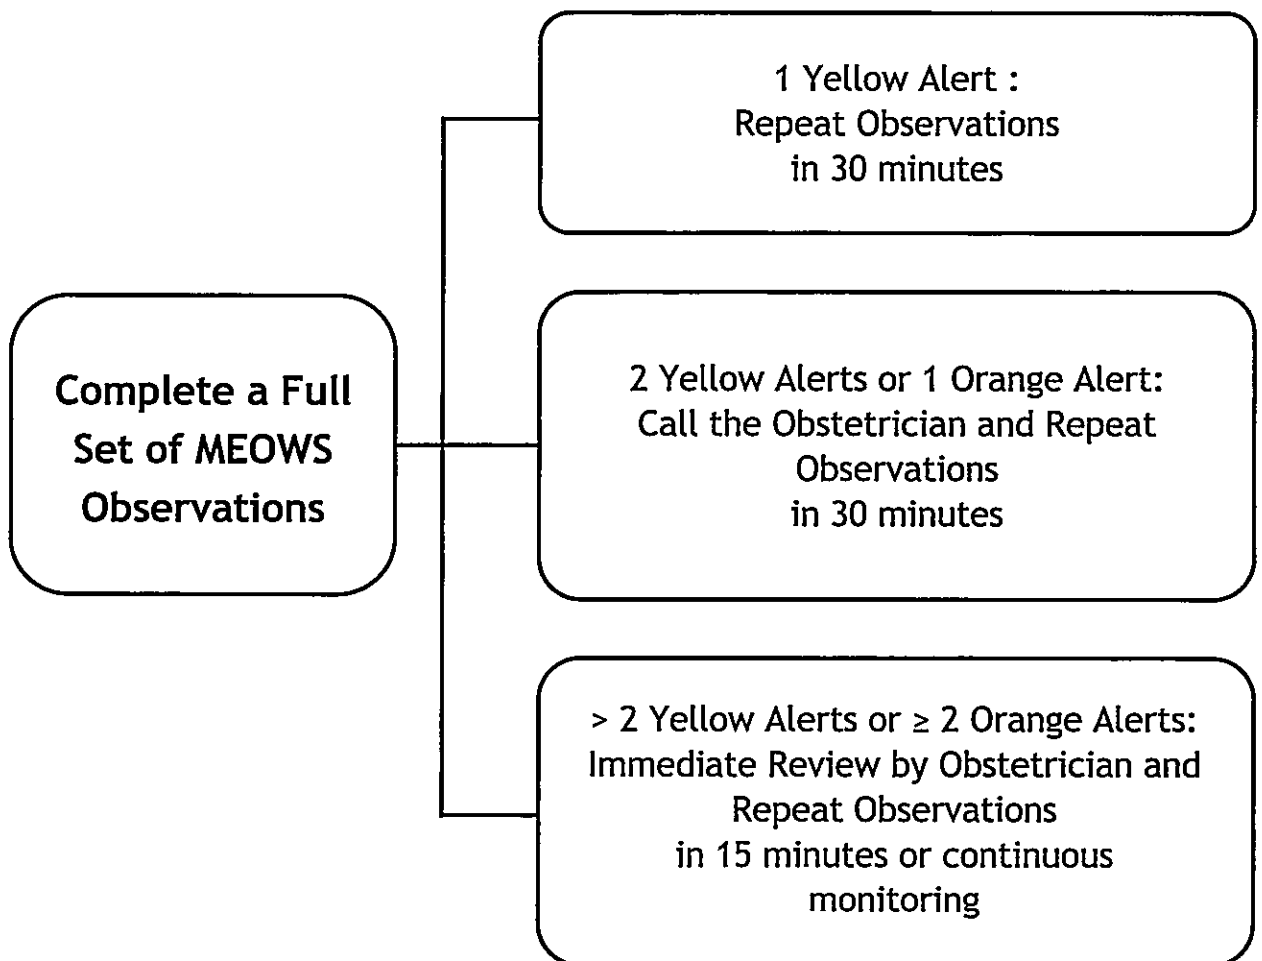 1 Yellow Alert :
Repeat Observations
in 30 minutes
Complete a Full
Set of MEOWS
Observations
2 Yellow Alerts or 1 Orange Alert:
Call the Obstetrician and Repeat
Observations
in 30 minutes
> 2 Yellow Alerts or ≥ 2 Orange Alerts:
Immediate Review by Obstetrician and
Repeat Observations
in 15 minutes or continuous
monitoring